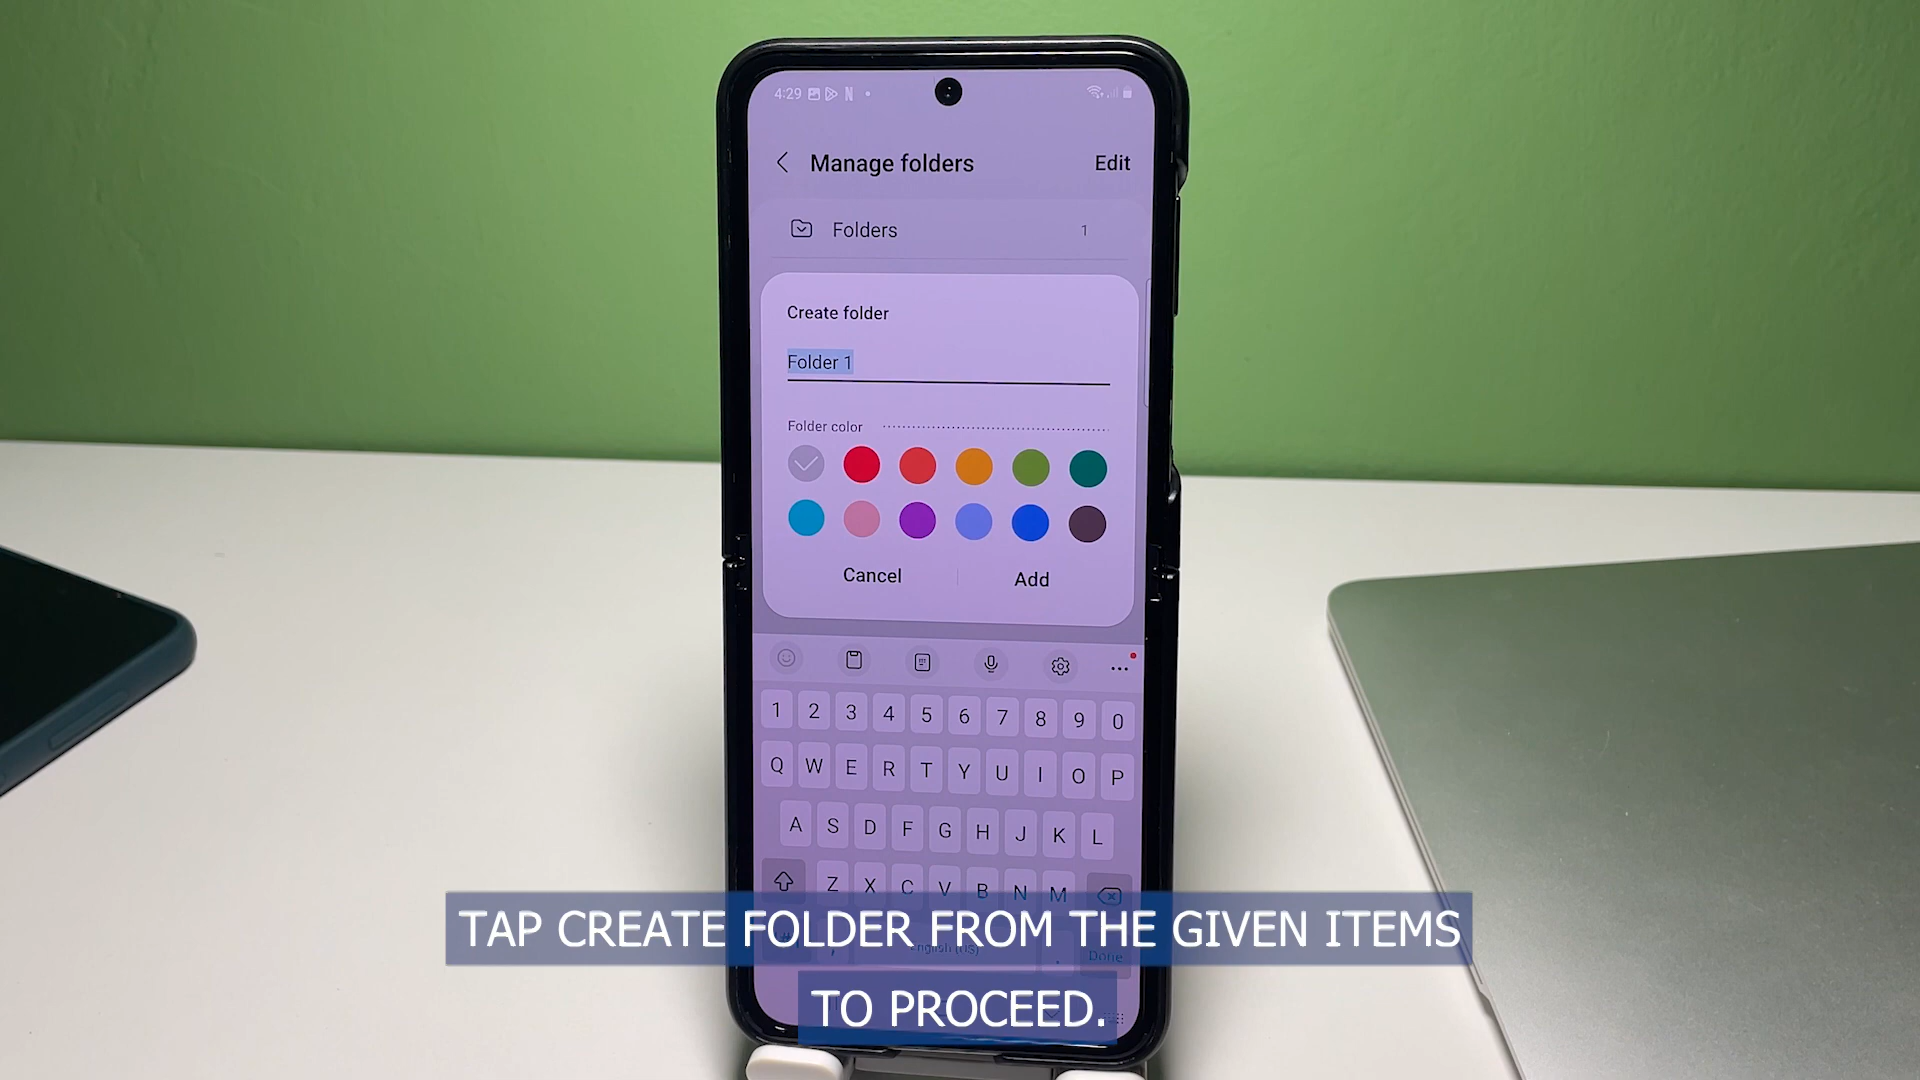 4:29
Manage folders Edit
Folders 1
Create folder
Folder 1
Folder color
Cancel Add
1 2 3 4 5 6 7 8 9 0
Q W E R T Y U I O P
A S D F G H J K L
Z X C V B N M
, English (US) . Done
TAP CREATE FOLDER FROM THE GIVEN ITEMS
TO PROCEED.